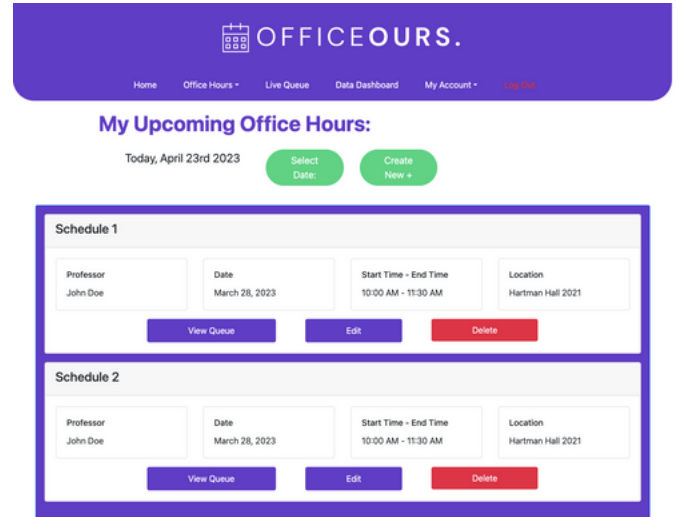 OFFICEOURS.
Home Office Hours Live Queue Data Dashboard My Account Log Out
My Upcoming Office Hours:
Today, April 23rd 2023
Select
Date:
Create
New +
Schedule 1
Professor Date Start Time - End Time Location
John Doe March 28, 2023 10:00 AM - 11:30 AM Hartman Hall 2021
View Queue Edit Delete
Schedule 2
Professor Date Start Time - End Time Location
John Doe March 28, 2023 10:00 AM - 11:30 AM Hartman Hall 2021
View Queue Edit Delete